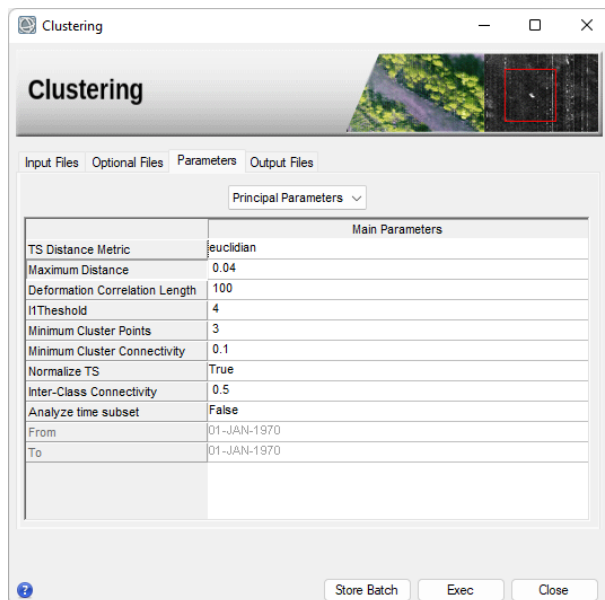 Clustering
Clustering
Input Files Optional Files Parameters Output Files
Principal Parameters
Main Parameters
TS Distance Metric euclidian
Maximum Distance 0.04
Deformation Correlation Length 100
l1Theshold 4
Minimum Cluster Points 3
Minimum Cluster Connectivity 0.1
Normalize TS True
Inter-Class Connectivity 0.5
Analyze time subset False
From 01-JAN-1970
To 01-JAN-1970
? Store Batch Exec Close